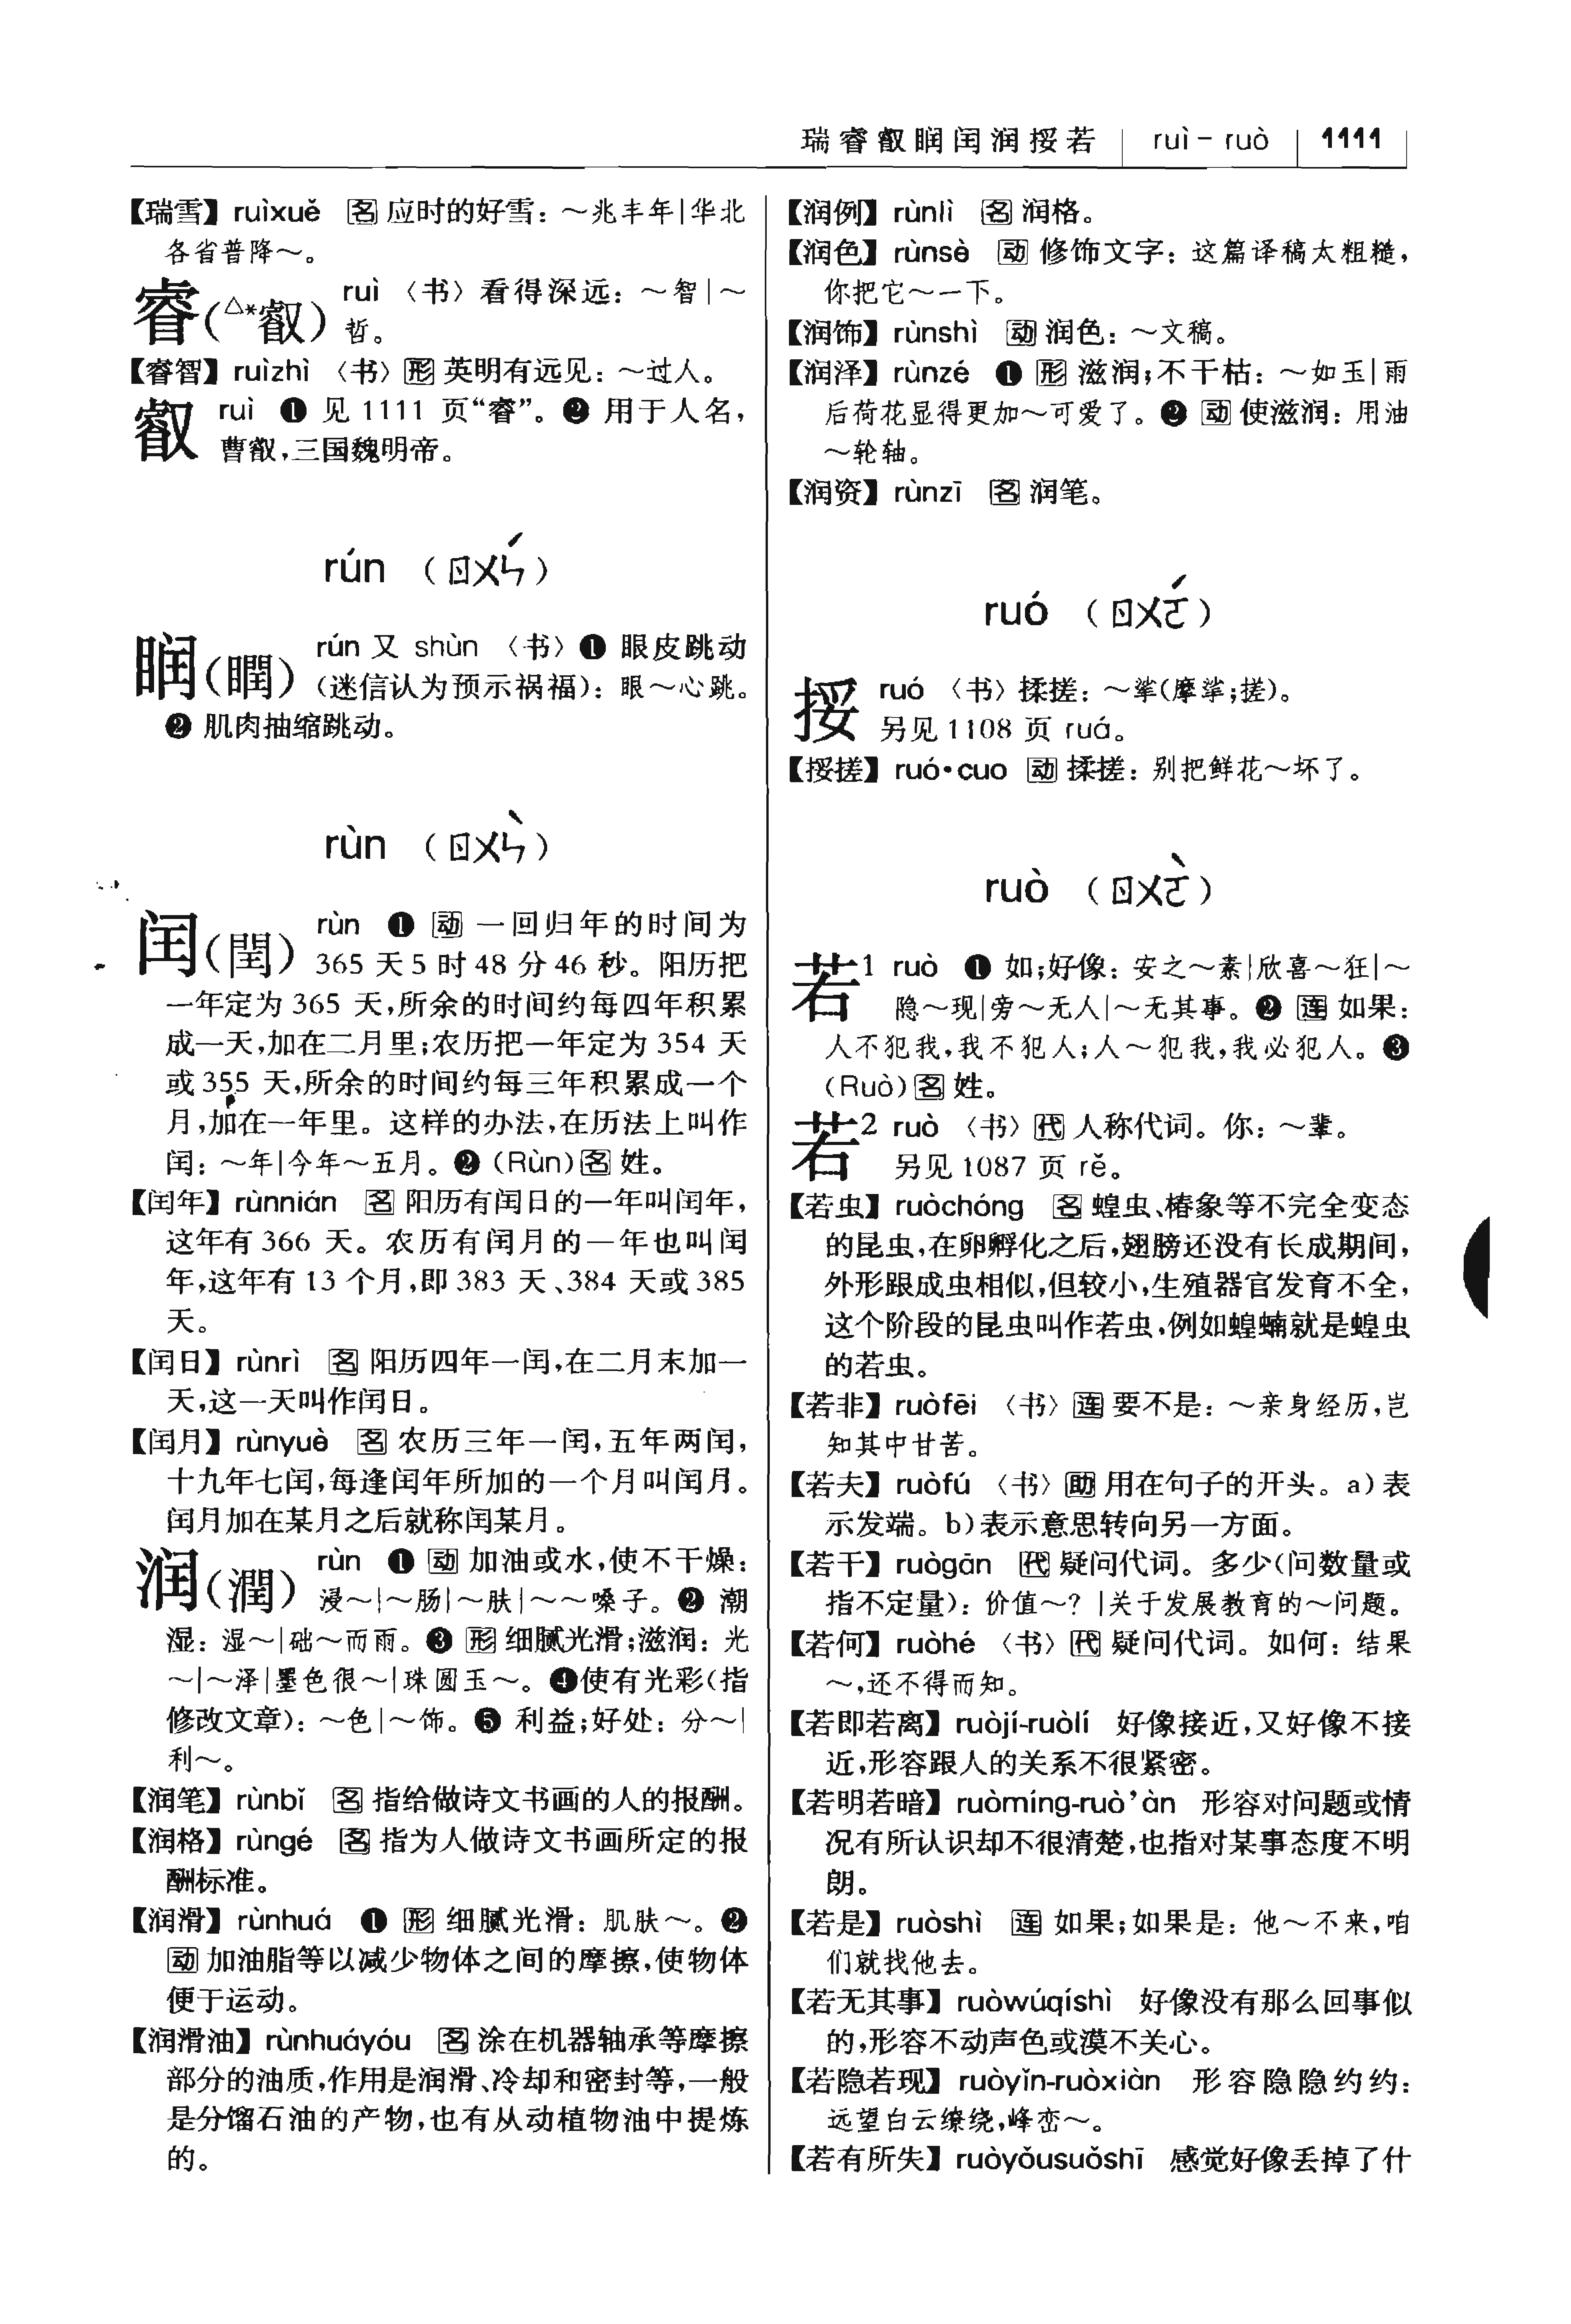 瑞睿叡𥆧闰润挼若 ruì－ruò 1111
【瑞雪】 ruìxuě 名 应时的好雪：～兆丰年|华北
各省普降～。
睿(△*叡) ruì 〈书〉看得深远：～智|～
哲。
【睿智】 ruìzhì 〈书〉形 英明有远见：～过人。
叡 ruì ❶ 见 1111 页“睿”。❷ 用于人名，
曹叡，三国魏明帝。
rún （ㄖㄨㄣˊ）
𥆧(瞤) rún 又 shùn 〈书〉❶ 眼皮跳动
(迷信认为预示祸福)：眼～心跳。
❷ 肌肉抽缩跳动。
rùn （ㄖㄨㄣˋ）
闰(閏) rùn ❶ 动 一回归年的时间为
365 天 5 时 48 分 46 秒。阳历把
一年定为 365 天，所余的时间约每四年积累
成一天，加在二月里；农历把一年定为 354 天
或 355 天，所余的时间约每三年积累成一个
月，加在一年里。这样的办法，在历法上叫作
闰：～年|今年～五月。❷ (Rùn) 名 姓。
【闰年】 rùnnián 名 阳历有闰日的一年叫闰年，
这年有 366 天。农历有闰月的一年也叫闰
年，这年有 13 个月，即 383 天、384 天或 385
天。
【闰日】 rùnrì 名 阳历四年一闰，在二月末加一
天，这一天叫作闰日。
【闰月】 rùnyuè 名 农历三年一闰，五年两闰，
十九年七闰，每逢闰年所加的一个月叫闰月。
闰月加在某月之后就称闰某月。
润(潤) rùn ❶ 动 加油或水，使不干燥：
浸～|～肠|～肤|～～嗓子。❷ 潮
湿：湿～|础～而雨。❸ 形 细腻光滑；滋润：光
～|～泽|墨色很～|珠圆玉～。❹使有光彩(指
修改文章)：～色|～饰。❺ 利益；好处：分～|
利～。
【润笔】 rùnbǐ 名 指给做诗文书画的人的报酬。
【润格】 rùngé 名 指为人做诗文书画所定的报
酬标准。
【润滑】 rùnhuá ❶ 形 细腻光滑：肌肤～。❷
动 加油脂等以减少物体之间的摩擦，使物体
便于运动。
【润滑油】 rùnhuáyóu 名 涂在机器轴承等摩擦
部分的油质，作用是润滑、冷却和密封等，一般
是分馏石油的产物，也有从动植物油中提炼
的。
【润例】 rùnlì 名 润格。
【润色】 rùnsè 动 修饰文字：这篇译稿太粗糙，
你把它～一下。
【润饰】 rùnshì 动 润色：～文稿。
【润泽】 rùnzé ❶ 形 滋润；不干枯：～如玉|雨
后荷花显得更加～可爱了。❷ 动 使滋润：用油
～轮轴。
【润资】 rùnzī 名 润笔。
ruó （ㄖㄨㄛˊ）
挼 ruó 〈书〉揉搓：～挲(摩挲；搓)。
另见 1108 页 ruá。
【挼搓】 ruó·cuo 动 揉搓：别把鲜花～坏了。
ruò （ㄖㄨㄛˋ）
若1 ruò ❶ 如；好像：安之～素|欣喜～狂|～
隐～现|旁～无人|～无其事。❷ 连 如果：
人不犯我，我不犯人；人～犯我，我必犯人。❸
(Ruò) 名 姓。
若2 ruò 〈书〉代 人称代词。你：～辈。
另见 1087 页 rě。
【若虫】 ruòchóng 名 蝗虫、椿象等不完全变态
的昆虫，在卵孵化之后，翅膀还没有长成期间，
外形跟成虫相似，但较小，生殖器官发育不全，
这个阶段的昆虫叫作若虫，例如蝗蝻就是蝗虫
的若虫。
【若非】 ruòfēi 〈书〉连 要不是：～亲身经历，岂
知其中甘苦。
【若夫】 ruòfú 〈书〉助 用在句子的开头。a) 表
示发端。b) 表示意思转向另一方面。
【若干】 ruògān 代 疑问代词。多少(问数量或
指不定量)：价值～？|关于发展教育的～问题。
【若何】 ruòhé 〈书〉代 疑问代词。如何：结果
～，还不得而知。
【若即若离】 ruòjí-ruòlí 好像接近，又好像不接
近，形容跟人的关系不很紧密。
【若明若暗】 ruòmíng-ruò’àn 形容对问题或情
况有所认识却不很清楚，也指对某事态度不明
朗。
【若是】 ruòshì 连 如果；如果是：他～不来，咱
们就找他去。
【若无其事】 ruòwúqíshì 好像没有那么回事似
的，形容不动声色或漠不关心。
【若隐若现】 ruòyǐn-ruòxiàn 形容隐隐约约：
远望白云缭绕，峰峦～。
【若有所失】 ruòyǒusuǒshī 感觉好像丢掉了什